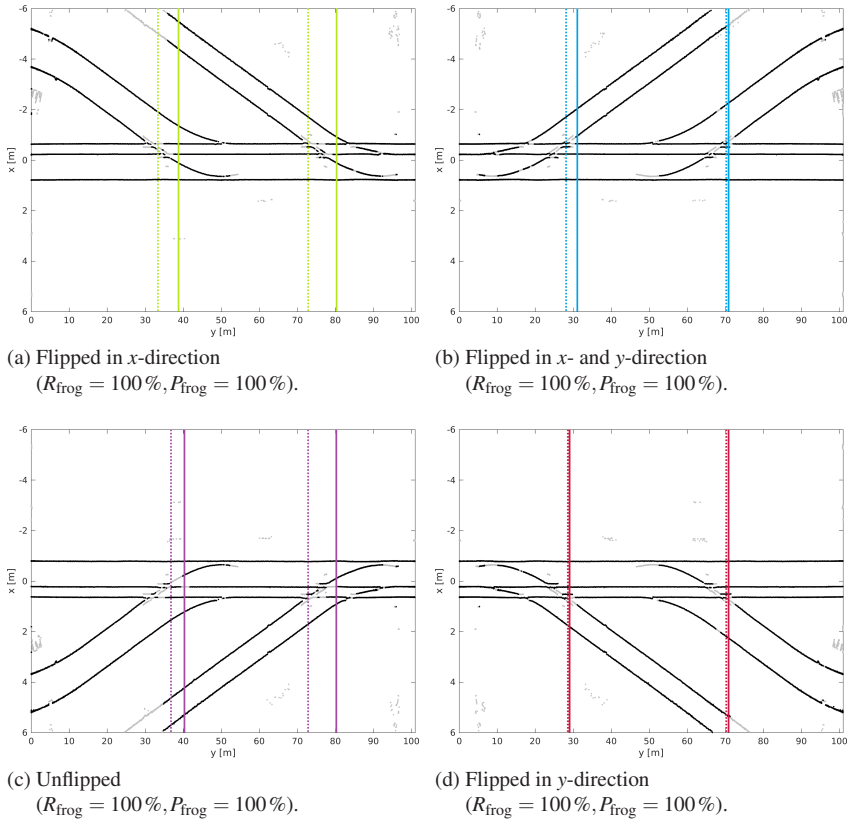 -6
-4
-2
0
2
4
6
x [m]
0 10 20 30 40 50 60 70 80 90 100
y [m]
(a) Flipped in x-direction
(R_frog = 100 %, P_frog = 100 %).
-6
-4
-2
0
2
4
6
x [m]
0 10 20 30 40 50 60 70 80 90 100
y [m]
(b) Flipped in x- and y-direction
(R_frog = 100 %, P_frog = 100 %).
-6
-4
-2
0
2
4
6
x [m]
0 10 20 30 40 50 60 70 80 90 100
y [m]
(c) Unflipped
(R_frog = 100 %, P_frog = 100 %).
-6
-4
-2
0
2
4
6
x [m]
0 10 20 30 40 50 60 70 80 90 100
y [m]
(d) Flipped in y-direction
(R_frog = 100 %, P_frog = 100 %).